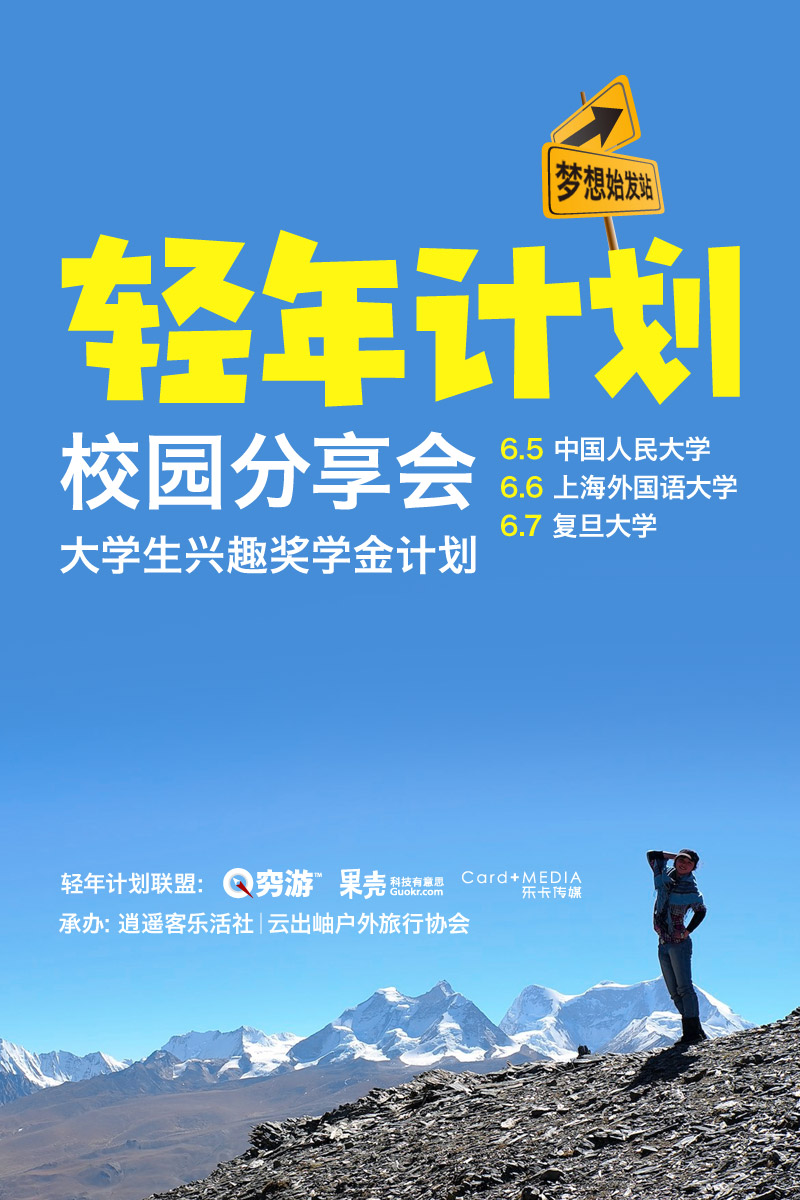 梦想始发站
轻年计划
校园分享会
大学生兴趣奖学金计划
6.5 中国人民大学
6.6 上海外国语大学
6.7 复旦大学
轻年计划联盟: 穷游™ 果壳 科技有意思 Guokr.com Card+MEDIA 乐卡传媒
承办: 逍遥客乐活社|云出岫户外旅行协会